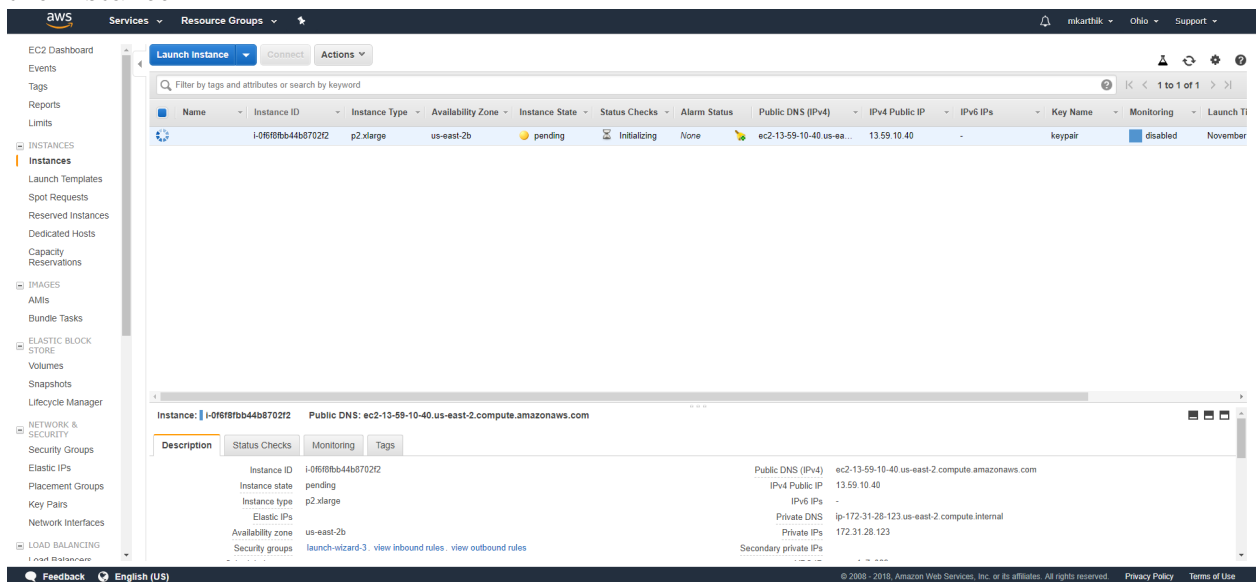 aws Services Resource Groups mkarthik Ohio Support
EC2 Dashboard
Events
Tags
Reports
Limits
INSTANCES
Instances
Launch Templates
Spot Requests
Reserved Instances
Dedicated Hosts
Capacity
Reservations
IMAGES
AMIs
Bundle Tasks
ELASTIC BLOCK
STORE
Volumes
Snapshots
Lifecycle Manager
NETWORK &
SECURITY
Security Groups
Elastic IPs
Placement Groups
Key Pairs
Network Interfaces
LOAD BALANCING
Load Balancers
Launch Instance Connect Actions
Filter by tags and attributes or search by keyword 1 to 1 of 1
Name Instance ID Instance Type Availability Zone Instance State Status Checks Alarm Status Public DNS (IPv4) IPv4 Public IP IPv6 IPs Key Name Monitoring Launch Ti
i-0f6f8fbb44b8702f2 p2.xlarge us-east-2b pending Initializing None ec2-13-59-10-40.us-ea... 13.59.10.40 - keypair disabled November
Instance: i-0f6f8fbb44b8702f2 Public DNS: ec2-13-59-10-40.us-east-2.compute.amazonaws.com
Description Status Checks Monitoring Tags
Instance ID i-0f6f8fbb44b8702f2 Public DNS (IPv4) ec2-13-59-10-40.us-east-2.compute.amazonaws.com
Instance state pending IPv4 Public IP 13.59.10.40
Instance type p2.xlarge IPv6 IPs -
Elastic IPs Private DNS ip-172-31-28-123.us-east-2.compute.internal
Availability zone us-east-2b Private IPs 172.31.28.123
Security groups launch-wizard-3. view inbound rules. view outbound rules Secondary private IPs
Feedback English (US) © 2008 - 2018, Amazon Web Services, Inc. or its affiliates. All rights reserved. Privacy Policy Terms of Use